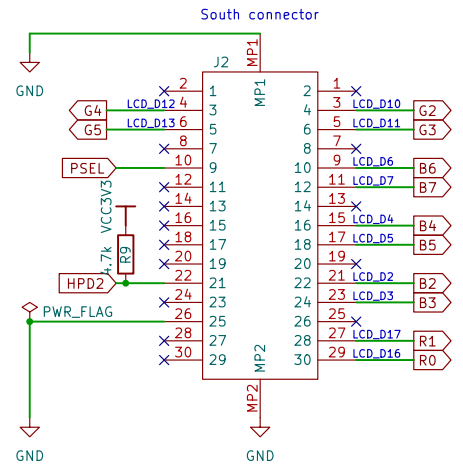 South connector
J2
MP1
MP1
GND
2 1 2 1
G4 LCD_D12 4 3 4 3 LCD_D10 G2
G5 LCD_D13 6 5 6 5 LCD_D11 G3
8 7 8 7
PSEL 10 9 10 9 LCD_D6 B6
12 11 12 11 LCD_D7 B7
14 13 14 13
16 15 16 15 LCD_D4 B4
18 17 18 17 LCD_D5 B5
20 19 20 19
VCC3V3
4.7k
R9
HPD2 22 21 22 21 LCD_D2 B2
24 23 24 23 LCD_D3 B3
PWR_FLAG
26 25 26 25
28 27 28 27 LCD_D17 R1
30 29 30 29 LCD_D16 R0
MP2
MP2
GND
GND